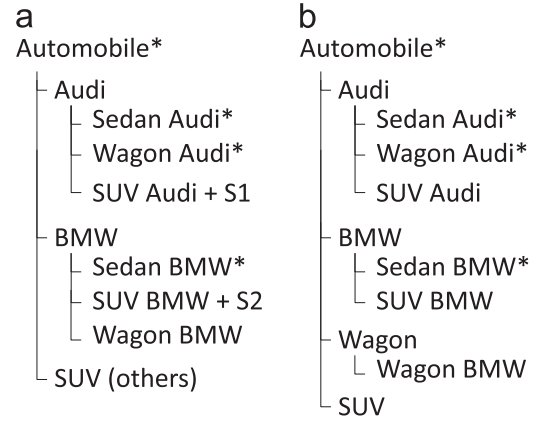 a
Automobile*
Audi
Sedan Audi*
Wagon Audi*
SUV Audi + S1
BMW
Sedan BMW*
SUV BMW + S2
Wagon BMW
SUV (others)
b
Automobile*
Audi
Sedan Audi*
Wagon Audi*
SUV Audi
BMW
Sedan BMW*
SUV BMW
Wagon
Wagon BMW
SUV